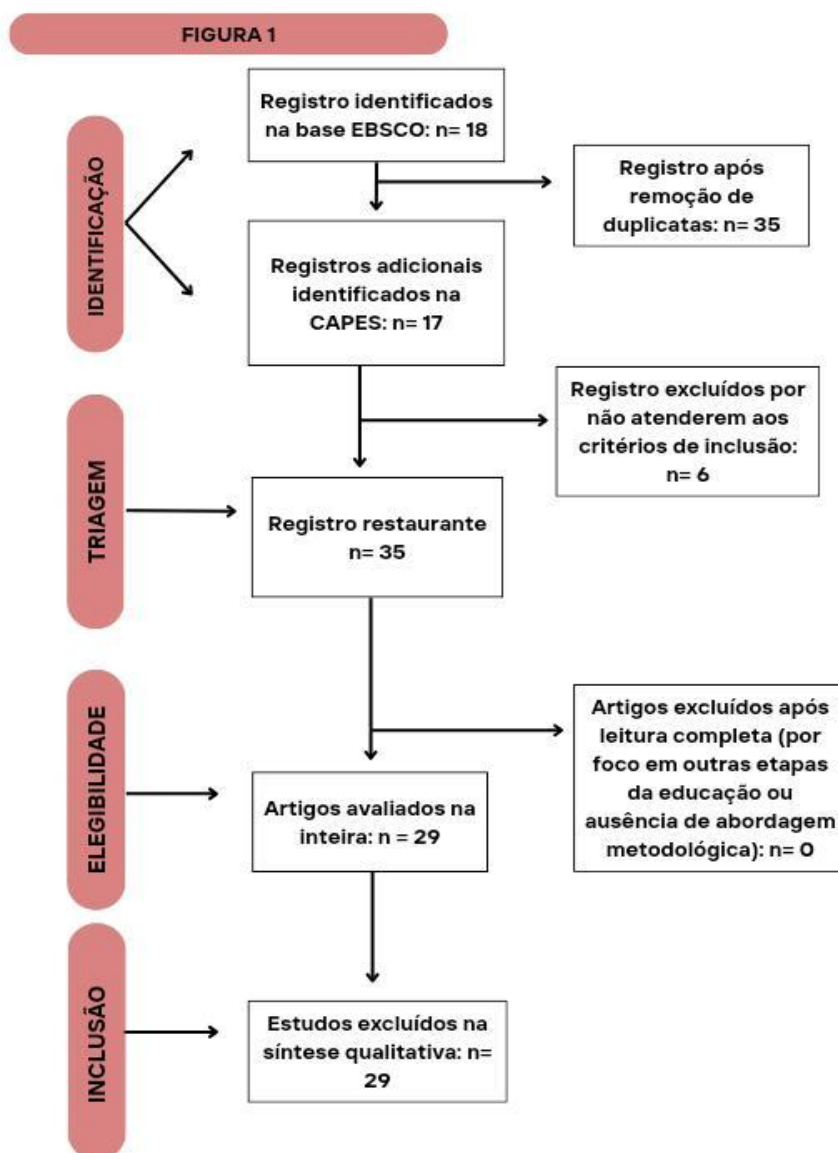 FIGURA 1
IDENTIFICAÇÃO
Registro identificados
na base EBSCO: n= 18
Registro após
remoção de
duplicatas: n= 35
Registros adicionais
identificados na
CAPES: n= 17
Registro excluídos por
não atenderem aos
critérios de inclusão:
n= 6
TRIAGEM
Registro restaurante
n= 35
ELEGIBILIDADE
Artigos excluídos após
leitura completa (por
foco em outras etapas
da educação ou
ausência de abordagem
metodológica): n= 0
Artigos avaliados na
inteira: n = 29
INCLUSÃO
Estudos excluídos na
síntese qualitativa: n=
29